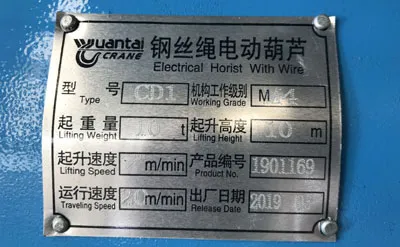 Yuantai CRANE 钢丝绳电动葫芦
Electrical Horist With Wire
型号 Type CD1 机构工作级别 Working Grade M 4
起重量 Lifting Weight t 起升高度 Lifting Height 10 m
起升速度 Lifting Speed m/min 产品编号 Product No. 1901169
运行速度 Traveling Speed 20 m/min 出厂日期 Release Date 2019